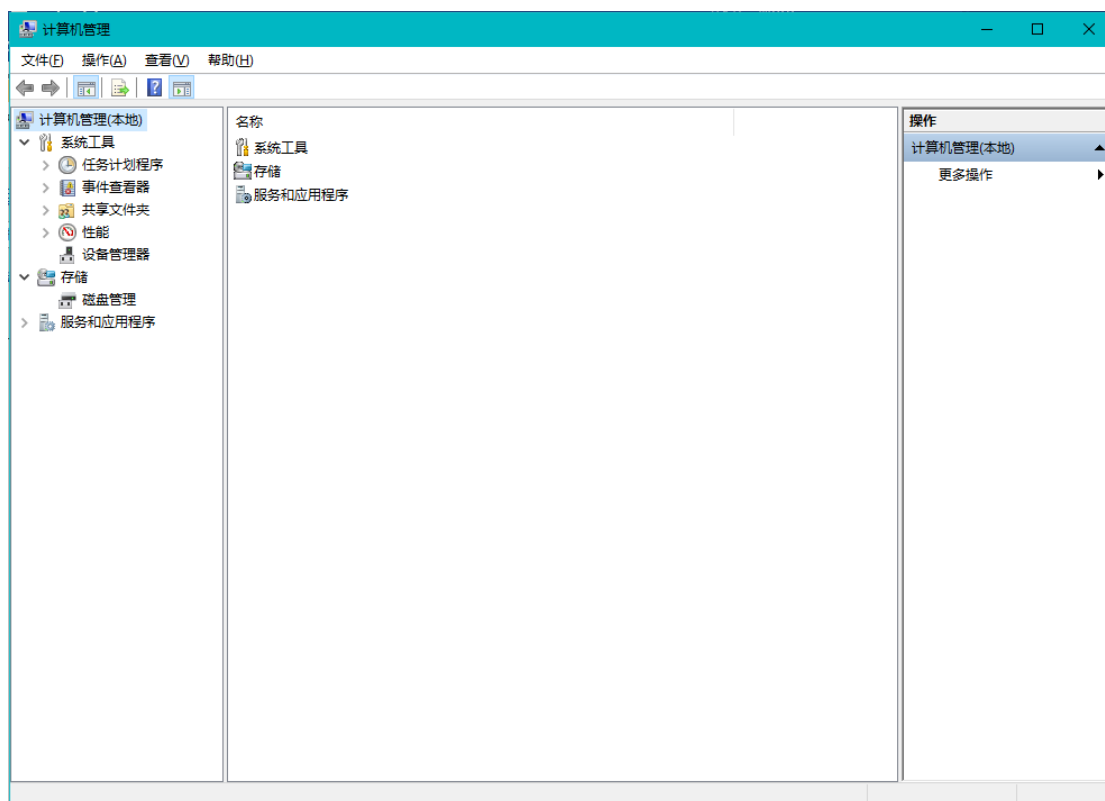 计算机管理
文件(F) 操作(A) 查看(V) 帮助(H)
计算机管理(本地)
系统工具
任务计划程序
事件查看器
共享文件夹
性能
设备管理器
存储
磁盘管理
服务和应用程序
名称
系统工具
存储
服务和应用程序
操作
计算机管理(本地)
更多操作